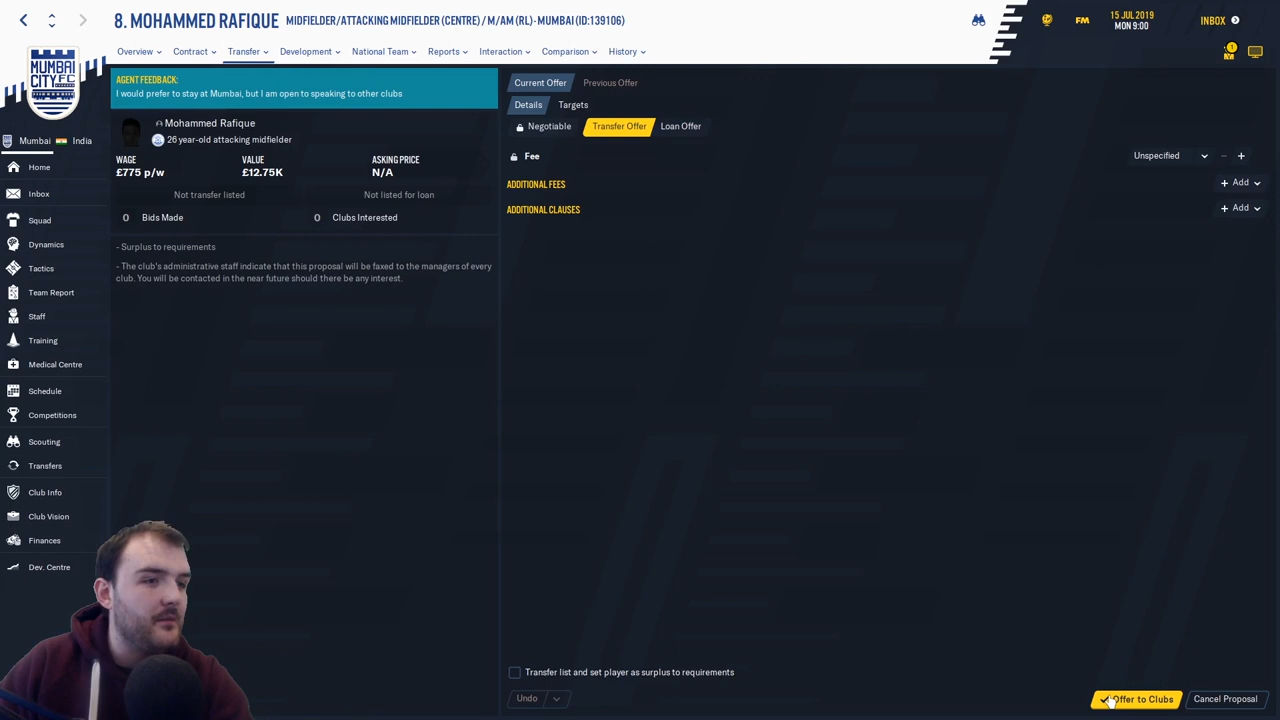 8. MOHAMMED RAFIQUE
MIDFIELDER/ATTACKING MIDFIELDER (CENTRE) / M/AM (RL) - MUMBAI (ID:139106)
FM
15 JUL 2019
MON 9:00
INBOX
Overview
Contract
Transfer
Development
National Team
Reports
Interaction
Comparison
History
1
MUMBAI
CITY FC
Mumbai
India
Home
Inbox
Squad
Dynamics
Tactics
Team Report
Staff
Training
Medical Centre
Schedule
Competitions
Scouting
Transfers
Club Info
Club Vision
Finances
Dev. Centre
AGENT FEEDBACK:
I would prefer to stay at Mumbai, but I am open to speaking to other clubs
Mohammed Rafique
26 year-old attacking midfielder
WAGE VALUE ASKING PRICE
£775 p/w £12.75K N/A
Not transfer listed Not listed for loan
0 Bids Made 0 Clubs Interested
- Surplus to requirements
- The club's administrative staff indicate that this proposal will be faxed to the managers of every
club. You will be contacted in the near future should there be any interest.
Current Offer Previous Offer
Details Targets
Negotiable Transfer Offer Loan Offer
Fee Unspecified
ADDITIONAL FEES Add
ADDITIONAL CLAUSES Add
Transfer list and set player as surplus to requirements
Undo
Offer to Clubs Cancel Proposal